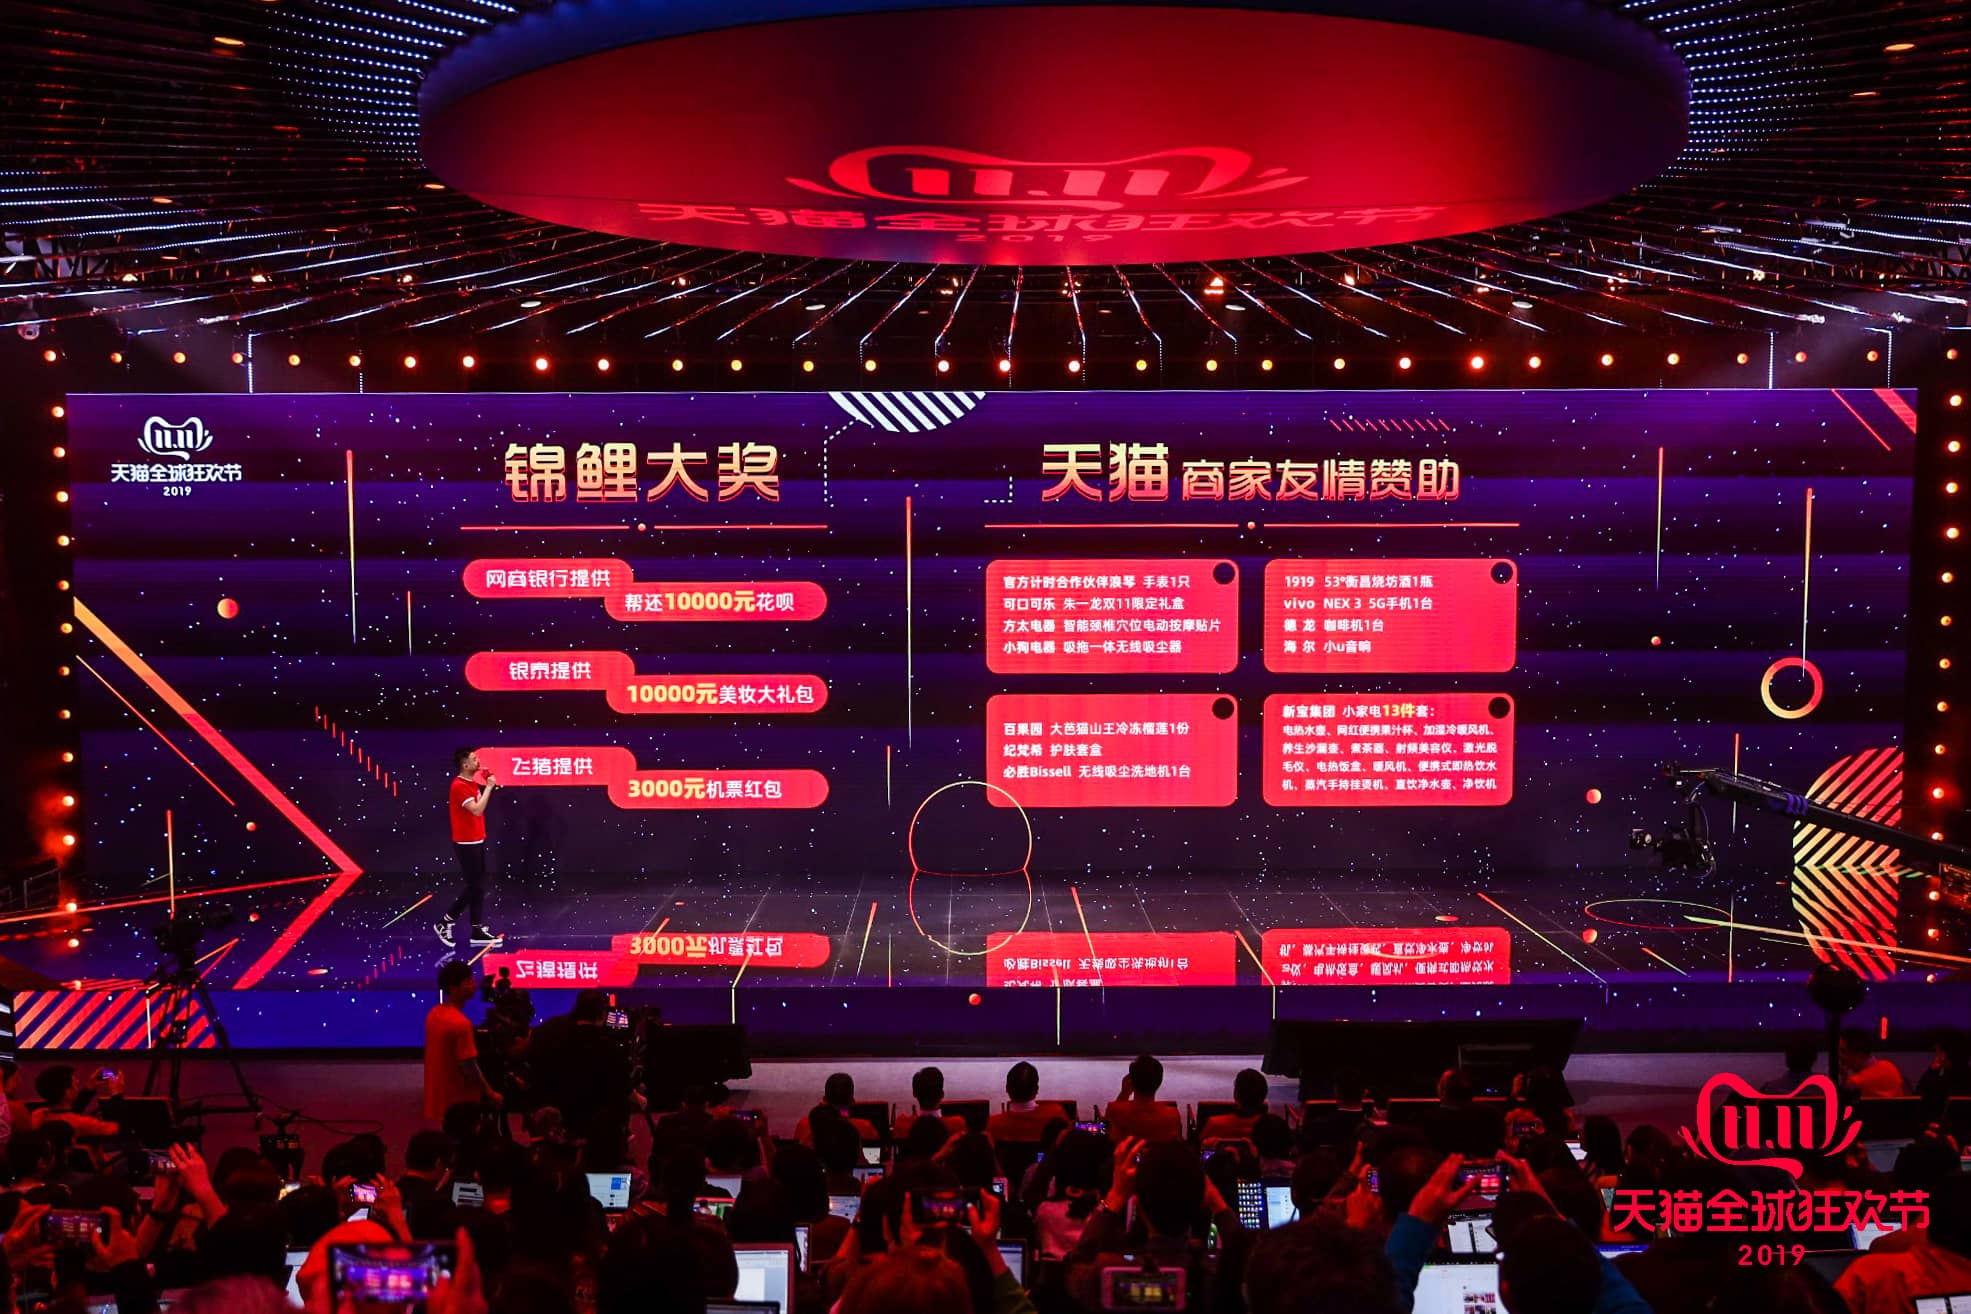 11.11
天猫全球狂欢节
2019
11.11
天猫全球狂欢节
2019
锦鲤大奖
网商银行提供
帮还10000元花呗
银泰提供
10000元美妆大礼包
飞猪提供
3000元机票红包
天猫 商家友情赞助
官方计时合作伙伴浪琴 手表1只
可口可乐 朱一龙双11限定礼盒
方太电器 智能颈椎穴位电动按摩贴片
小狗电器 吸拖一体无线吸尘器
1919 53°衡昌烧坊酒1瓶
vivo NEX 3 5G手机1台
德 龙 咖啡机1台
海 尔 小u音响
百果园 大芭猫山王冷冻榴莲1份
纪梵希 护肤套盒
必胜Bissell 无线吸尘洗地机1台
新宝集团 小家电13件套：
电热水壶、网红便携果汁杯、加湿冷暖风机、
养生沙漏壶、煮茶器、射频美容仪、激光脱
毛仪、电热饭盒、暖风机、便携式即热饮水
机、蒸汽手持挂烫机、直饮净水壶、净饮机
11.11
天猫全球狂欢节
2019